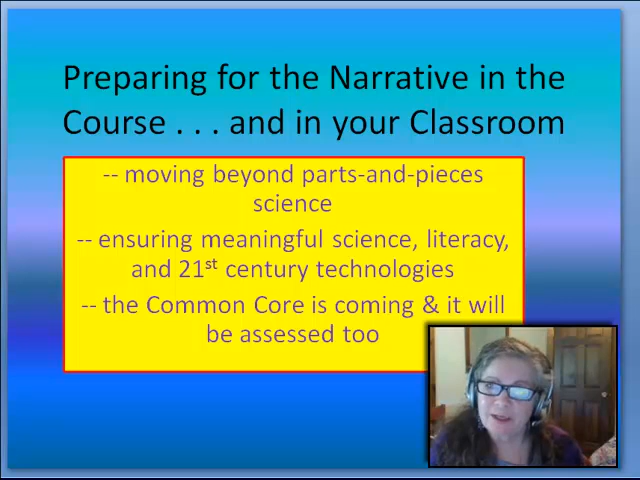 Preparing for the Narrative in the
Course . . . and in your Classroom
-- moving beyond parts-and-pieces
science
-- ensuring meaningful science, literacy,
and 21st century technologies
-- the Common Core is coming & it will
be assessed too